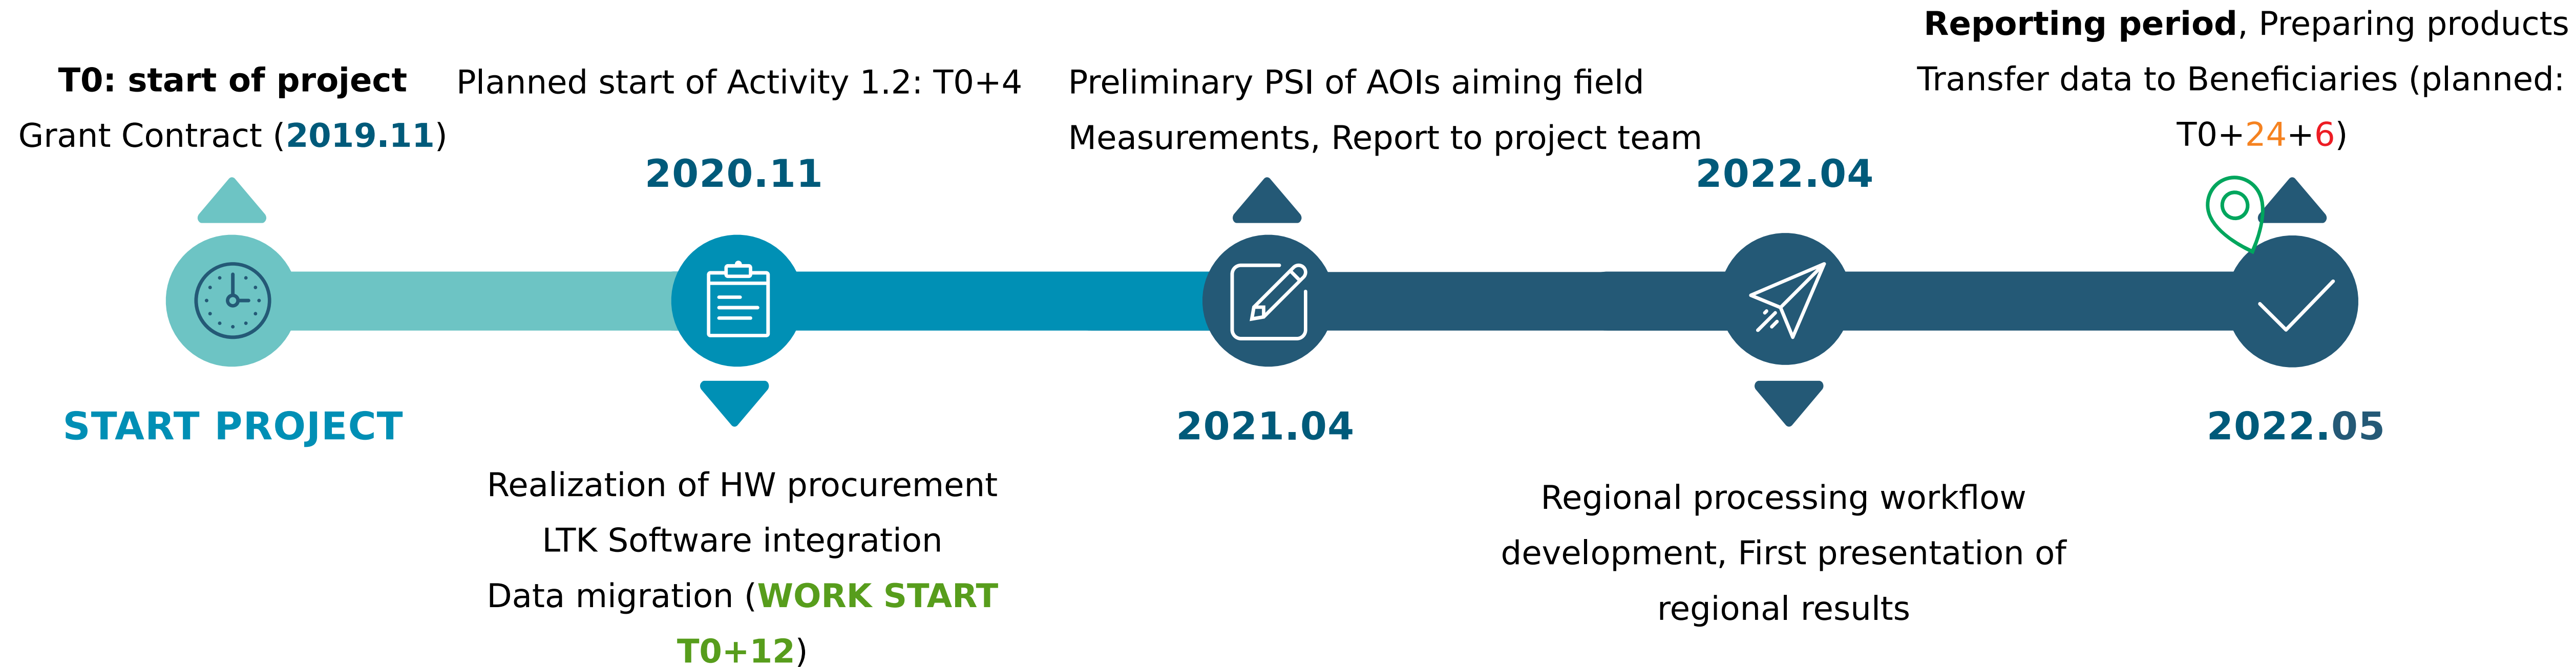 T0: start of project
Grant Contract (2019.11)
START PROJECT
Planned start of Activity 1.2: T0+4
2020.11
Realization of HW procurement
LTK Software integration
Data migration (WORK START
T0+12)
Preliminary PSI of AOIs aiming field
Measurements, Report to project team
2021.04
2022.04
Regional processing workflow
development, First presentation of
regional results
Reporting period, Preparing products
Transfer data to Beneficiaries (planned:
T0+24+6)
2022.05